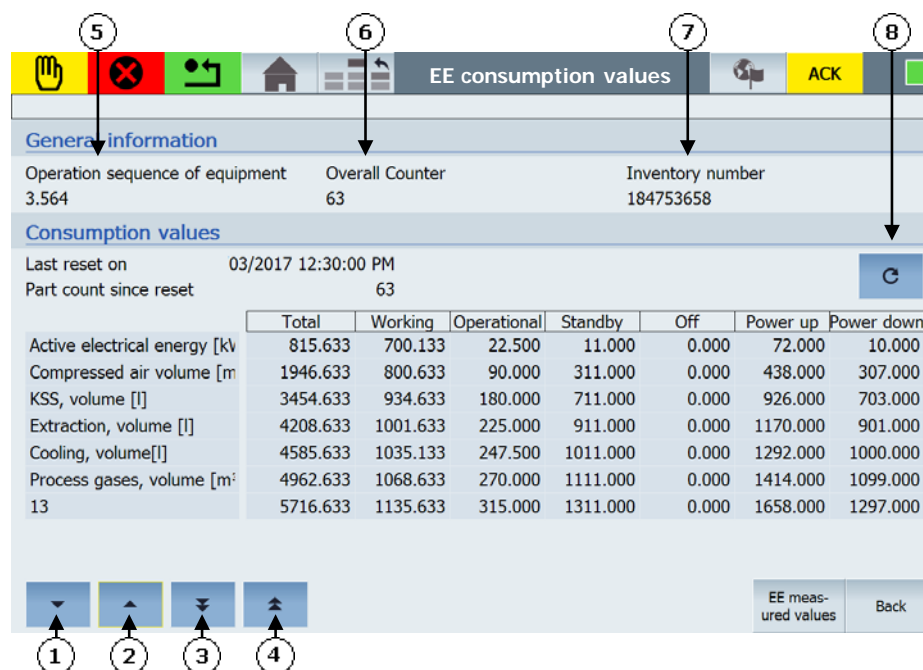 5 6 7 8
EE consumption values ACK
General information
Operation sequence of equipment Overall Counter Inventory number
3.564 63 184753658
Consumption values
Last reset on 03/2017 12:30:00 PM
Part count since reset 63
Total Working Operational Standby Off Power up Power down
Active electrical energy [kW 815.633 700.133 22.500 11.000 0.000 72.000 10.000
Compressed air volume [m 1946.633 800.633 90.000 311.000 0.000 438.000 307.000
KSS, volume [l] 3454.633 934.633 180.000 711.000 0.000 926.000 703.000
Extraction, volume [l] 4208.633 1001.633 225.000 911.000 0.000 1170.000 901.000
Cooling, volume[l] 4585.633 1035.133 247.500 1011.000 0.000 1292.000 1000.000
Process gases, volume [m³ 4962.633 1068.633 270.000 1111.000 0.000 1414.000 1099.000
13 5716.633 1135.633 315.000 1311.000 0.000 1658.000 1297.000
EE meas-
ured values Back
1 2 3 4